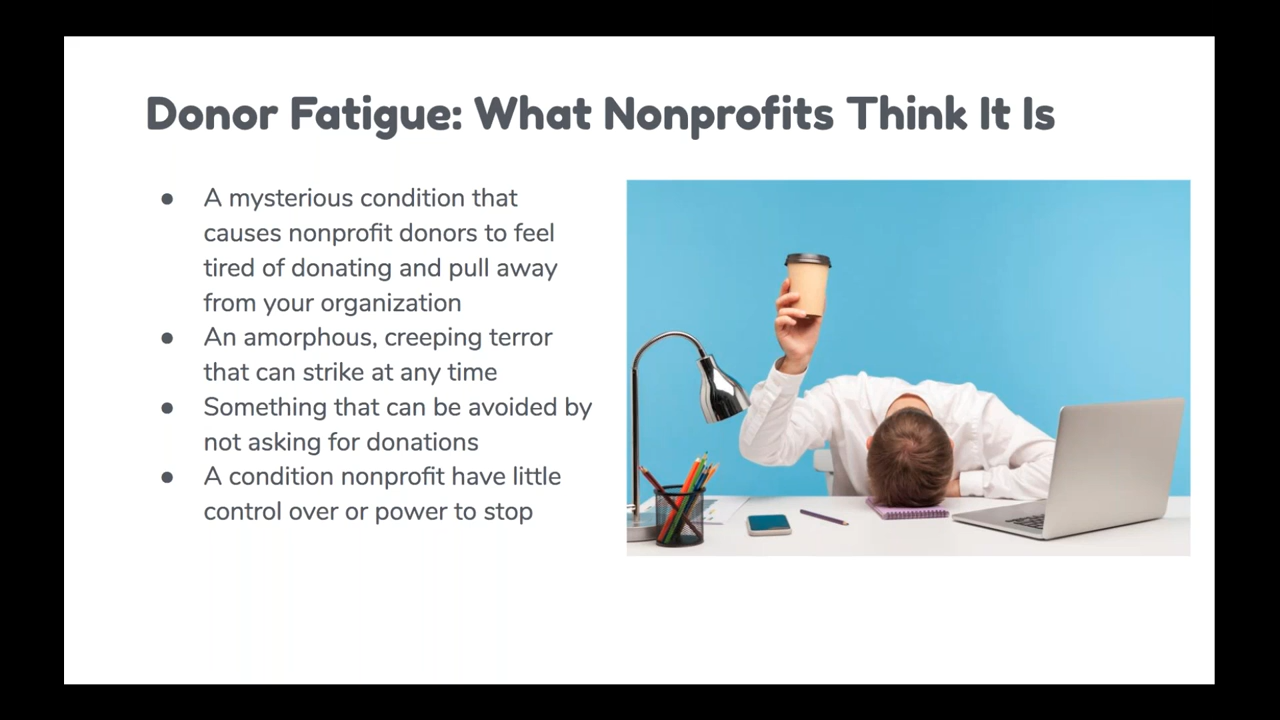 Donor Fatigue: What Nonprofits Think It Is
● A mysterious condition that
causes nonprofit donors to feel
tired of donating and pull away
from your organization
● An amorphous, creeping terror
that can strike at any time
● Something that can be avoided by
not asking for donations
● A condition nonprofit have little
control over or power to stop